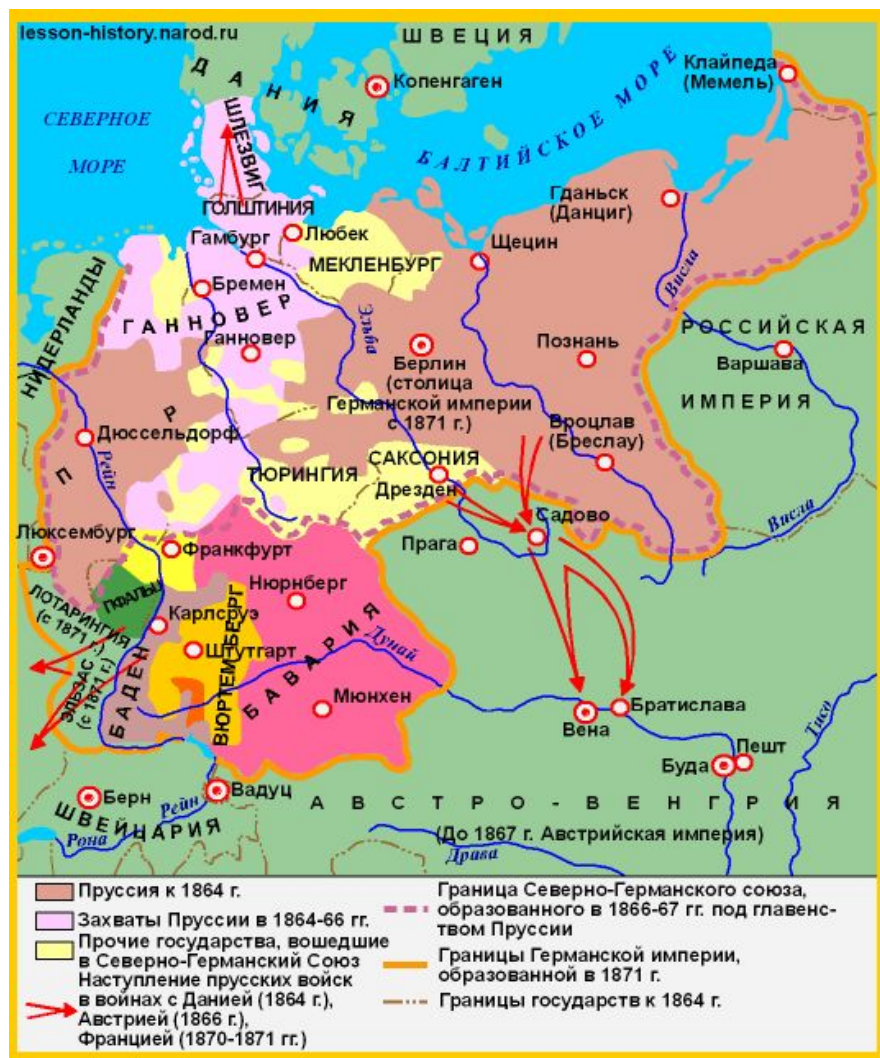 lesson-history.narod.ru
ШВЕЦИЯ
ДАНИЯ
Копенгаген
Клайпеда
(Мемель)
СЕВЕРНОЕ
МОРЕ
БАЛТИЙСКОЕ МОРЕ
ШЛЕЗВИГ
ГОЛШТИНИЯ
Гданьск
(Данциг)
Любек
Гамбург
Щецин
МЕКЛЕНБУРГ
Висла
Бремен
НИДЕРЛАНДЫ
ГАННОВЕР
Эльба
РОССИЙСКАЯ
ИМПЕРИЯ
Ганновер
Берлин
(столица
Германской империи
с 1871 г.)
Познань
Варшава
П Р
Дюссельдорф
Рейн
Вроцлав
(Бреслау)
ТЮРИНГИЯ
САКСОНИЯ
Дрезден
Висла
Люксембург
Франкфурт
Прага
Садово
ПФАЛЬЦ
ЛОТАРИНГИЯ
(с 1871 г.)
Нюрнберг
Карлсруэ
Штутгарт
ЭЛЬЗАС
(с 1871 г.)
БАДЕН
ВЮРТЕМБЕРГ
БАВАРИЯ
Дунай
Мюнхен
Вена
Братислава
Тисо
Буда
Пешт
Берн
Вадуц
Рейн
ШВЕЙЦАРИЯ
Рона
АВСТРО-ВЕНГРИЯ
(До 1867 г. Австрийская империя)
Драва
Пруссия к 1864 г.
Захваты Пруссии в 1864-66 гг.
Прочие государства, вошедшие
в Северно-Германский Союз
Наступление прусских войск
в войнах с Данией (1864 г.),
Австрией (1866 г.),
Францией (1870-1871 гг.)
Граница Северно-Германского союза,
образованного в 1866-67 гг. под главенс-
твом Пруссии
Границы Германской империи,
образованной в 1871 г.
Границы государств к 1864 г.